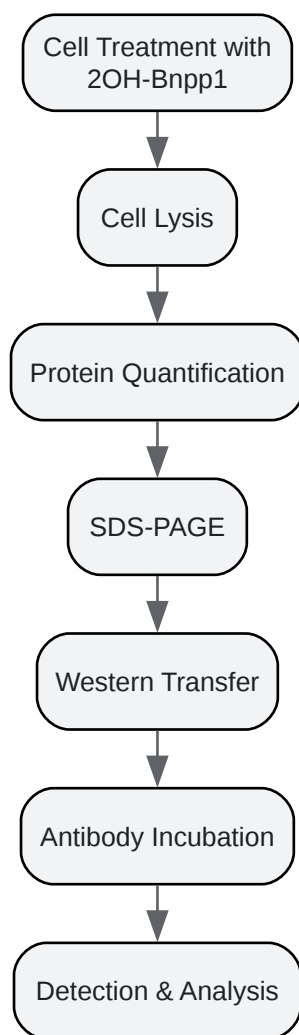 Cell Treatment with
2OH-Bnpp1
Cell Lysis
Protein Quantification
SDS-PAGE
Western Transfer
Antibody Incubation
Detection & Analysis